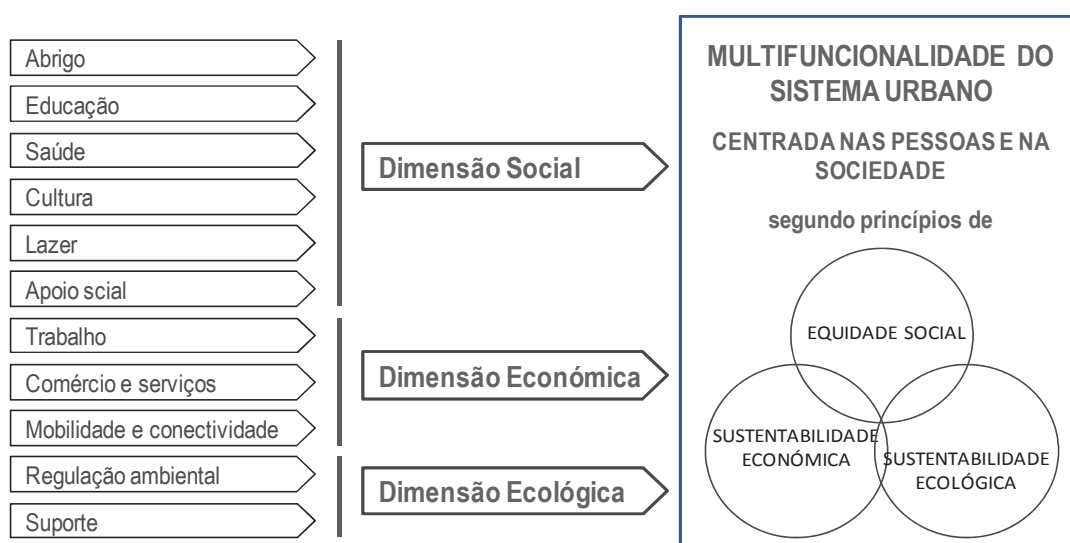 Abrigo
Educação
Saúde
Cultura
Lazer
Apoio scial
Trabalho
Comércio e serviços
Mobilidade e conectividade
Regulação ambiental
Suporte
Dimensão Social
Dimensão Económica
Dimensão Ecológica
MULTIFUNCIONALIDADE DO
SISTEMA URBANO
CENTRADA NAS PESSOAS E NA
SOCIEDADE
segundo princípios de
EQUIDADE SOCIAL
SUSTENTABILIDADE
ECONÓMICA
SUSTENTABILIDADE
ECOLÓGICA